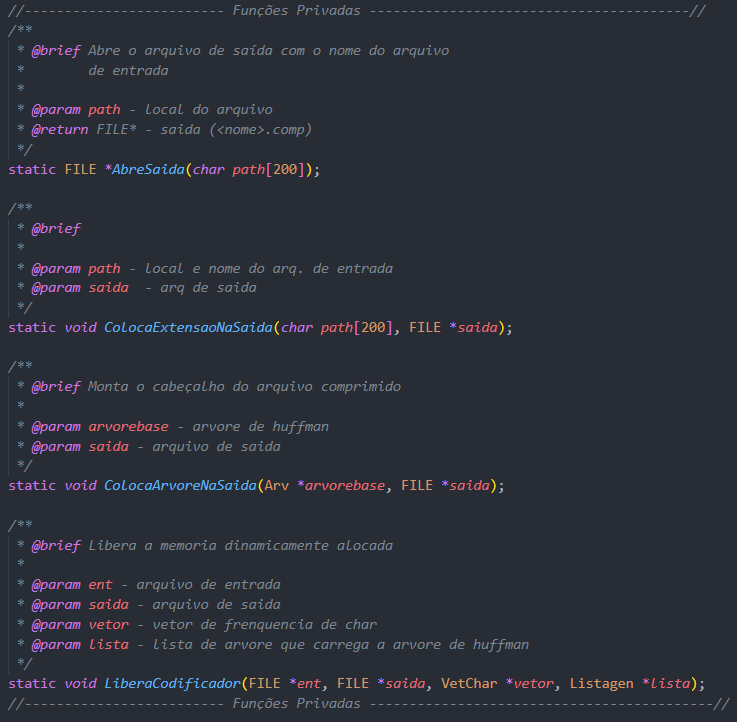 //------------------------- Funções Privadas ----------------------------------------//
/**
 * @brief Abre o arquivo de saída com o nome do arquivo
 *        de entrada
 *
 * @param path - local do arquivo
 * @return FILE* - saida (<nome>.comp)
 */
static FILE *AbreSaida(char path[200]);

/**
 * @brief
 *
 * @param path - local e nome do arq. de entrada
 * @param saida  - arq de saida
 */
static void ColocaExtensaoNaSaida(char path[200], FILE *saida);

/**
 * @brief Monta o cabeçalho do arquivo comprimido
 *
 * @param arvorebase - arvore de huffman
 * @param saida - arquivo de saida
 */
static void ColocaArvoreNaSaida(Arv *arvorebase, FILE *saida);

/**
 * @brief Libera a memoria dinamicamente alocada
 *
 * @param ent - arquivo de entrada
 * @param saida - arquivo de saida
 * @param vetor - vetor de frenquencia de char
 * @param lista - lista de arvore que carrega a arvore de huffman
 */
static void LiberaCodificador(FILE *ent, FILE *saida, VetChar *vetor, Listagen *lista);
//------------------------- Funções Privadas -------------------------------------------//